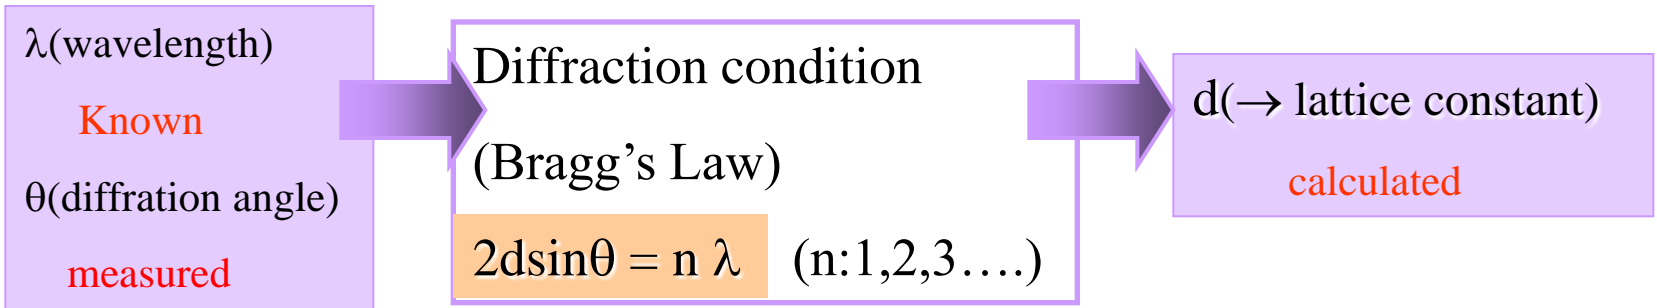 λ(wavelength)
Known
θ(diffration angle)
measured
Diffraction condition
(Bragg’s Law)
2dsinθ = n λ (n:1,2,3….)
d(→ lattice constant)
calculated